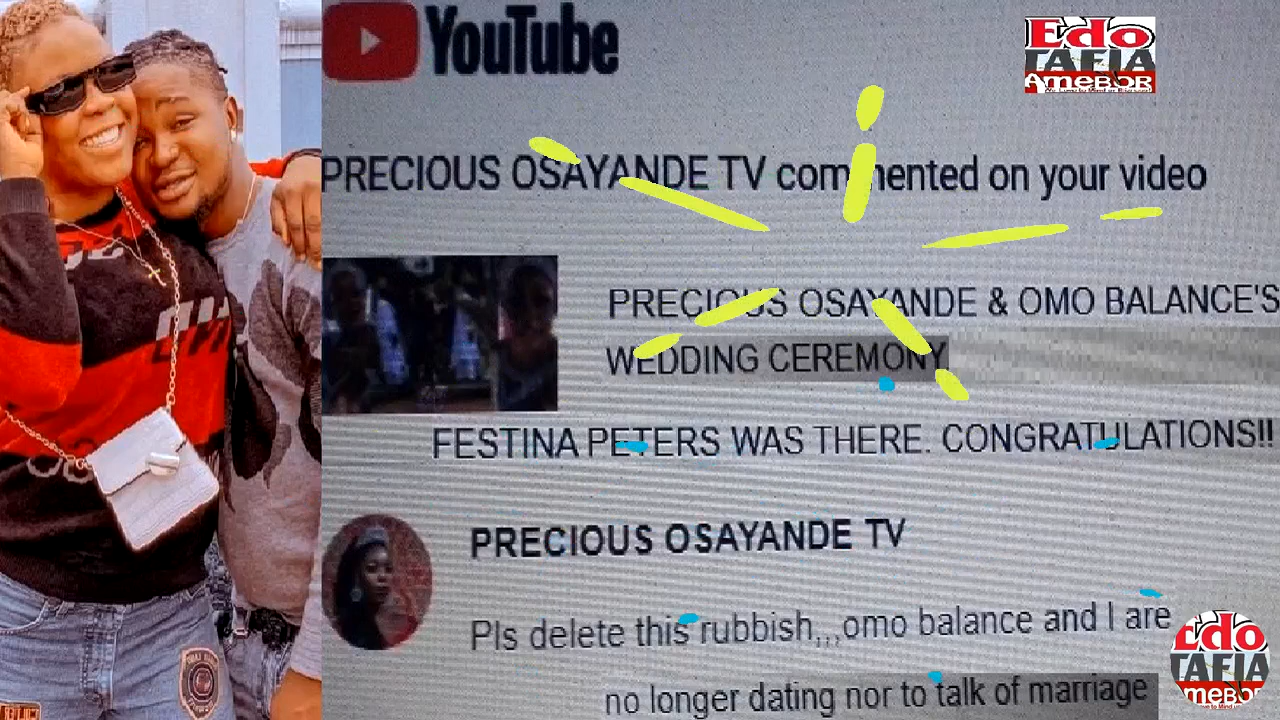 YouTube
Edo
TAFIA
AMEBOR
PRECIOUS OSAYANDE TV commented on your video
PRECIOUS OSAYANDE & OMO BALANCE'S
WEDDING CEREMONY
FESTINA PETERS WAS THERE. CONGRATULATIONS!!
PRECIOUS OSAYANDE TV
Pls delete this rubbish,,,omo balance and I are
no longer dating nor to talk of marriage
Edo
TAFIA